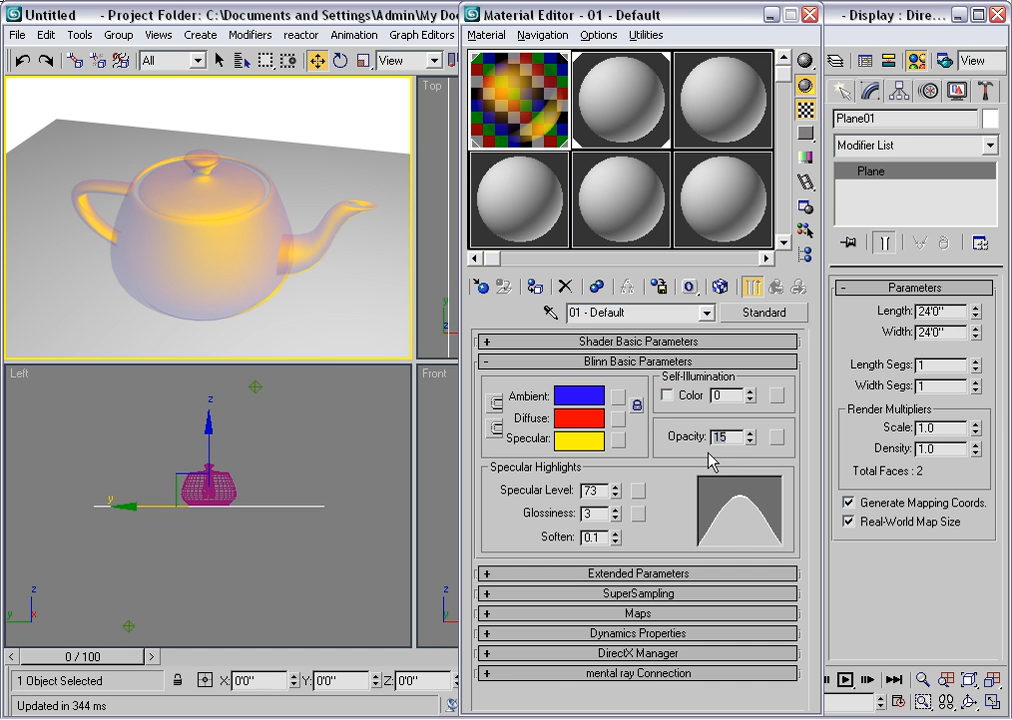 Untitled - Project Folder: C:\Documents and Settings\Admin\My Do
Material Editor - 01 - Default
- Display : Dire...
File Edit Tools Group Views Create Modifiers reactor Animation Graph Editors
Material Navigation Options Utilities
All
View
View
Top
Plane01
Modifier List
Plane
01 - Default
Standard
Shader Basic Parameters
Blinn Basic Parameters
Ambient:
Diffuse:
Specular:
Self-Illumination
Color 0
Opacity: 15
Specular Highlights
Specular Level: 73
Glossiness: 3
Soften: 0.1
Extended Parameters
SuperSampling
Maps
Dynamics Properties
DirectX Manager
mental ray Connection
Parameters
Length: 24'0"
Width: 24'0"
Length Segs: 1
Width Segs: 1
Render Multipliers
Scale: 1.0
Density: 1.0
Total Faces : 2
Generate Mapping Coords.
Real-World Map Size
Left
Front
z
y
z
y x
z
0 / 100
1 Object Selected
X: 0'0" Y: 0'0" Z: 0'0"
Updated in 344 ms